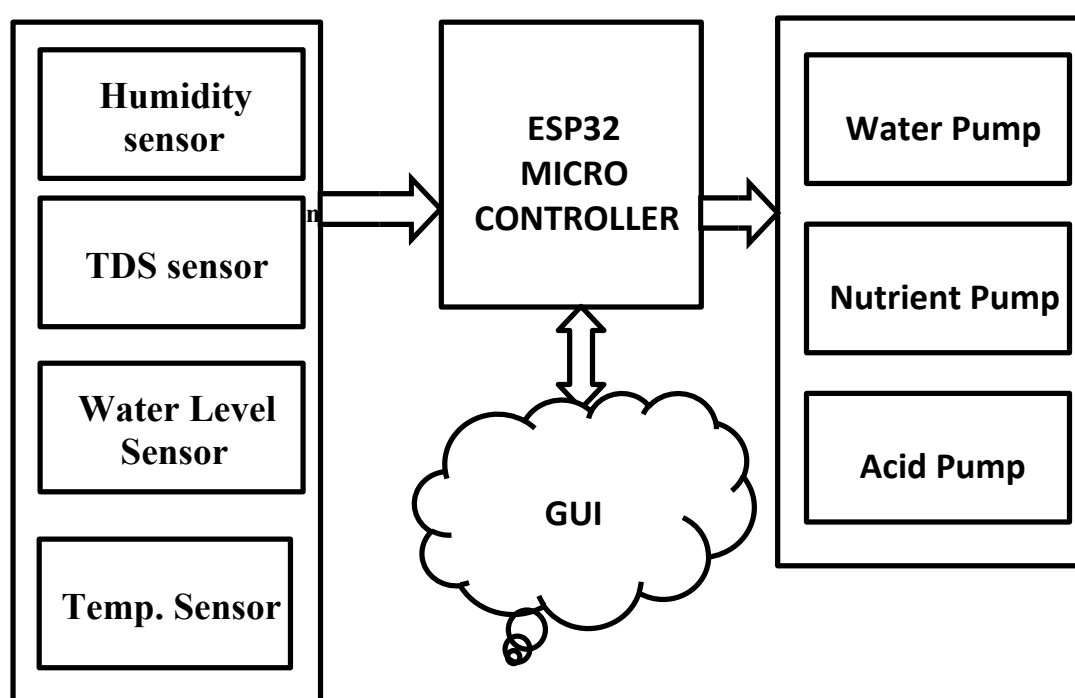 Humidity
sensor
n
TDS sensor
Water Level
Sensor
Temp. Sensor
ESP32
MICRO
CONTROLLER
GUI
Water Pump
Nutrient Pump
Acid Pump